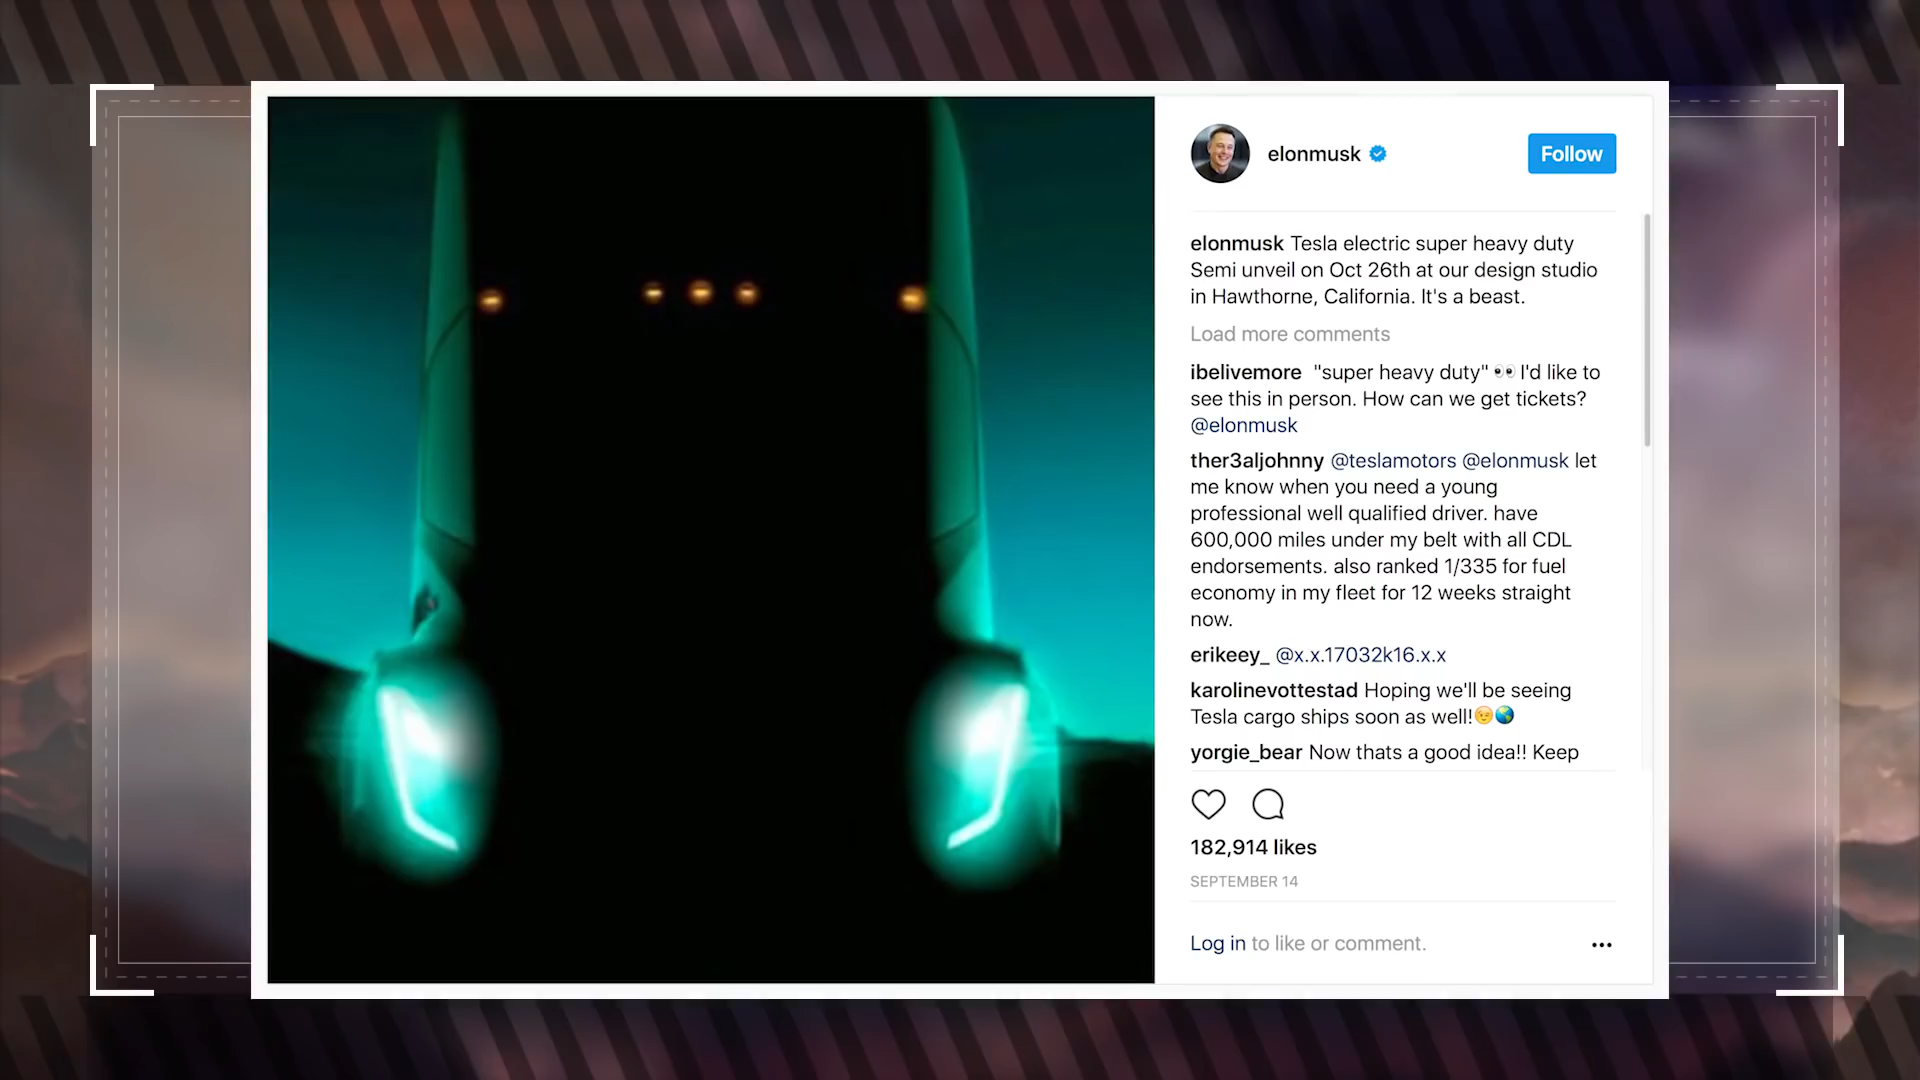 elonmusk
Follow
elonmusk Tesla electric super heavy duty
Semi unveil on Oct 26th at our design studio
in Hawthorne, California. It's a beast.
Load more comments
ibelivemore "super heavy duty" 👀 I'd like to
see this in person. How can we get tickets?
@elonmusk
ther3aljohnny @teslamotors @elonmusk let
me know when you need a young
professional well qualified driver. have
600,000 miles under my belt with all CDL
endorsements. also ranked 1/335 for fuel
economy in my fleet for 12 weeks straight
now.
erikeey_ @x.x.17032k16.x.x
karolinevottestad Hoping we'll be seeing
Tesla cargo ships soon as well!😉🌎
yorgie_bear Now thats a good idea!! Keep
182,914 likes
SEPTEMBER 14
Log in to like or comment.